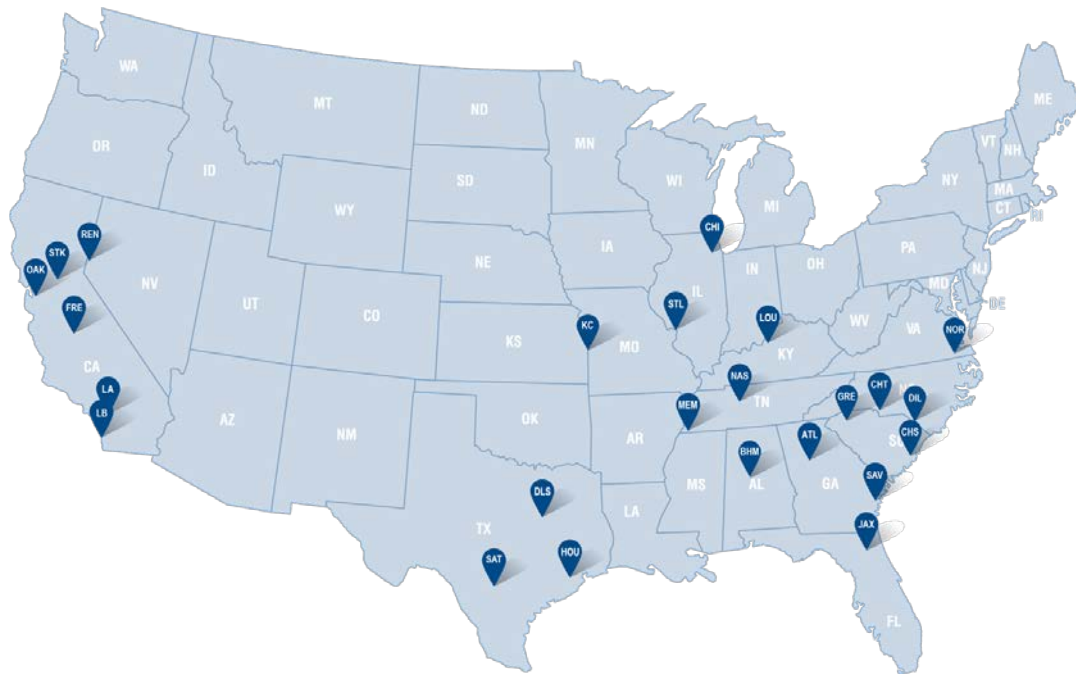 WA
ME
MT
ND
VT
NH
OR
MN
ID
SD
WI
NY
MA
MI
CT
RI
WY
REN
CHI
STK
IA
PA
OAK
NE
OH
NJ
NV
IN
MD
UT
IL
DE
FRE
CO
STL
LOU
WV
VA
NOR
KC
KS
MO
KY
CA
NAS
LA
CHT
GRE
DIL
LB
MEM
TN
AZ
OK
NM
AR
ATL
CHS
BHM
SAV
MS
AL
GA
DLS
LA
TX
JAX
SAT
HOU
FL